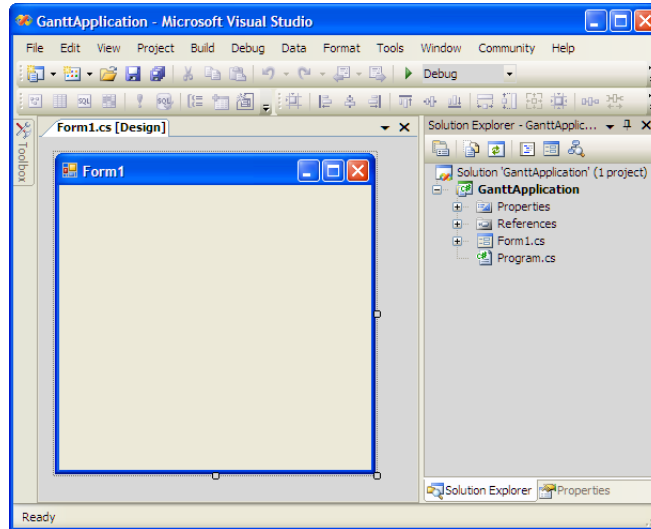 GanttApplication - Microsoft Visual Studio
File Edit View Project Build Debug Data Format Tools Window Community Help
Debug
SQL SQL
Form1.cs [Design]
Solution Explorer - GanttApplic...
Toolbox
Form1
Solution 'GanttApplication' (1 project)
GanttApplication
Properties
References
Form1.cs
Program.cs
Solution Explorer Properties
Ready